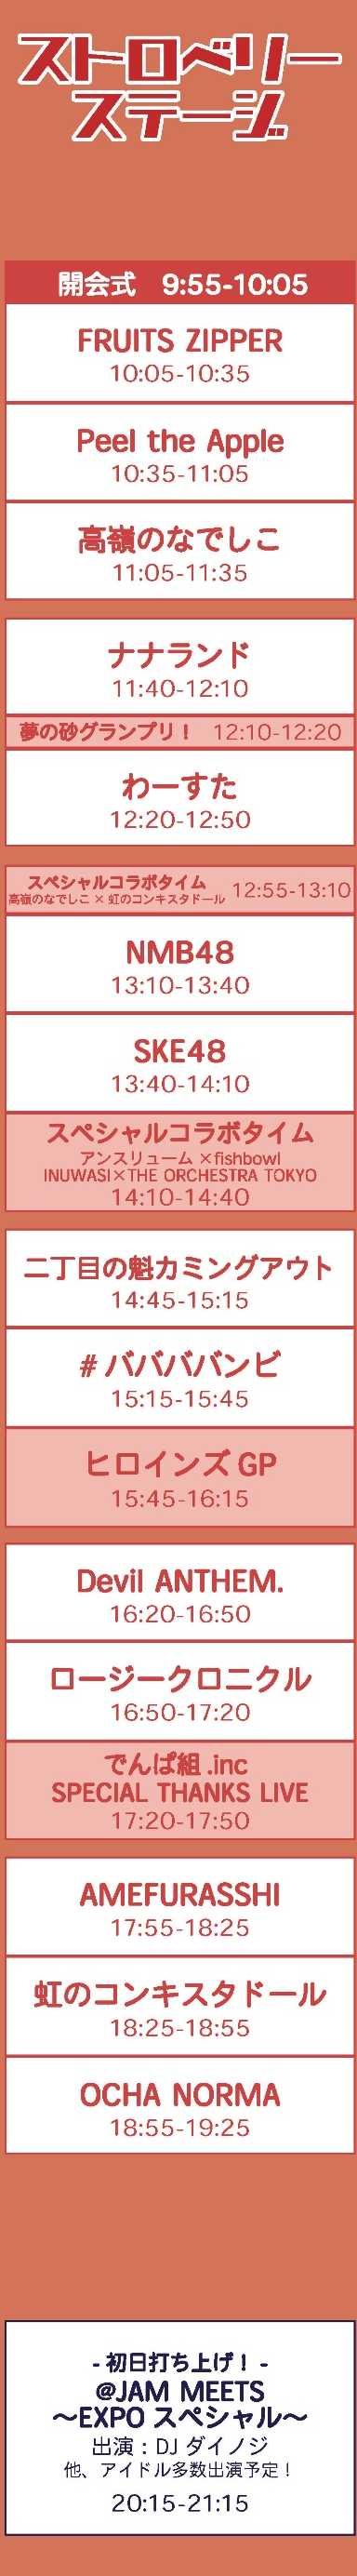 ストロベリー
ステージ
開会式 9:55-10:05
FRUITS ZIPPER
10:05-10:35
Peel the Apple
10:35-11:05
高嶺のなでしこ
11:05-11:35
ナナランド
11:40-12:10
夢の砂グランプリ! 12:10-12:20
わーすた
12:20-12:50
スペシャルコラボタイム 12:55-13:10
高嶺のなでしこ × 虹のコンキスタドール
NMB48
13:10-13:40
SKE48
13:40-14:10
スペシャルコラボタイム
アンスリューム ×fishbowl
INUWASI×THE ORCHESTRA TOKYO
14:10-14:40
二丁目の魁カミングアウト
14:45-15:15
# ババババンビ
15:15-15:45
ヒロインズ GP
15:45-16:15
Devil ANTHEM.
16:20-16:50
ロージークロニクル
16:50-17:20
でんぱ組 .inc
SPECIAL THANKS LIVE
17:20-17:50
AMEFURASSHI
17:55-18:25
虹のコンキスタドール
18:25-18:55
OCHA NORMA
18:55-19:25
- 初日打ち上げ! -
@JAM MEETS
〜EXPO スペシャル〜
出演:DJ ダイノジ
他、アイドル多数出演予定!
20:15-21:15